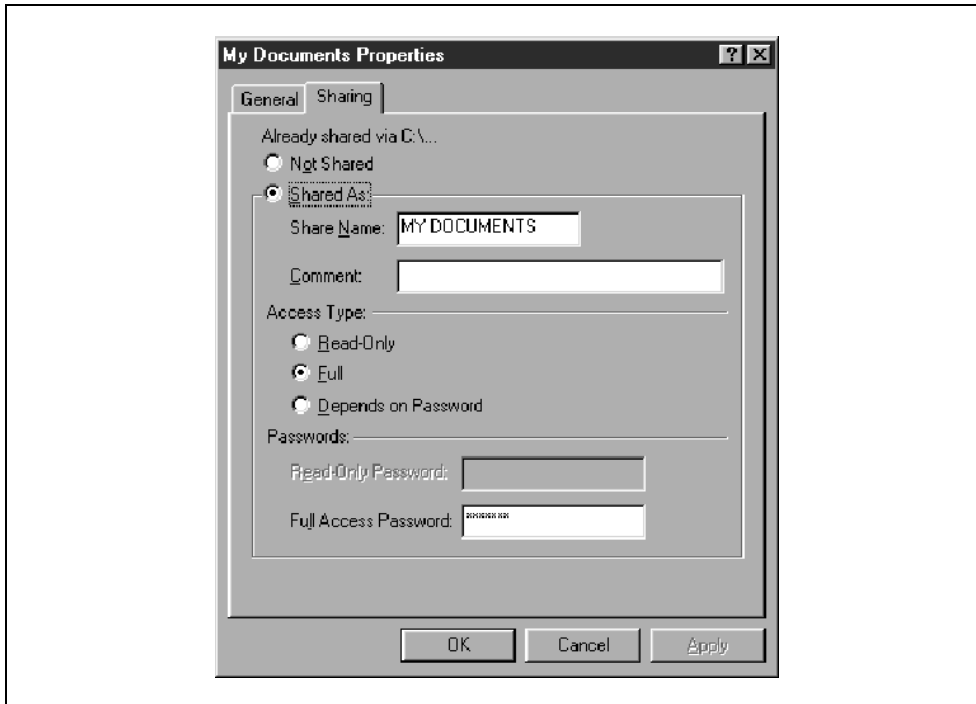 My Documents Properties
General Sharing
Already shared via C:\...
Not Shared
Shared As:
Share Name: MY DOCUMENTS
Comment:
Access Type:
Read-Only
Full
Depends on Password
Passwords:
Read-Only Password:
Full Access Password: *******
OK Cancel Apply